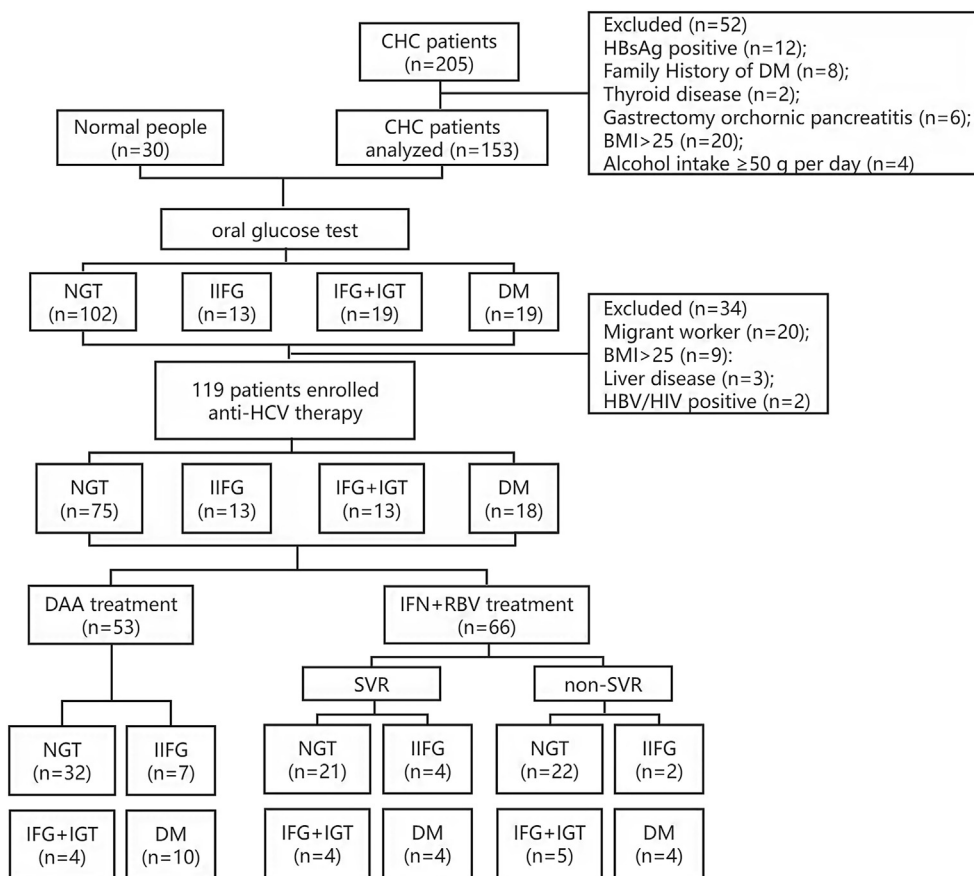 CHC patients
(n=205)
Excluded (n=52)
HBsAg positive (n=12);
Family History of DM (n=8);
Thyroid disease (n=2);
Gastrectomy orchornic pancreatitis (n=6);
BMI>25 (n=20);
Alcohol intake ≥50 g per day (n=4)
Normal people
(n=30)
CHC patients
analyzed (n=153)
oral glucose test
NGT
(n=102)
IIFG
(n=13)
IFG+IGT
(n=19)
DM
(n=19)
Excluded (n=34)
Migrant worker (n=20);
BMI>25 (n=9):
Liver disease (n=3);
HBV/HIV positive (n=2)
119 patients enrolled
anti-HCV therapy
NGT
(n=75)
IIFG
(n=13)
IFG+IGT
(n=13)
DM
(n=18)
DAA treatment
(n=53)
IFN+RBV treatment
(n=66)
SVR
non-SVR
NGT
(n=32)
IIFG
(n=7)
NGT
(n=21)
IIFG
(n=4)
NGT
(n=22)
IIFG
(n=2)
IFG+IGT
(n=4)
DM
(n=10)
IFG+IGT
(n=4)
DM
(n=4)
IFG+IGT
(n=5)
DM
(n=4)